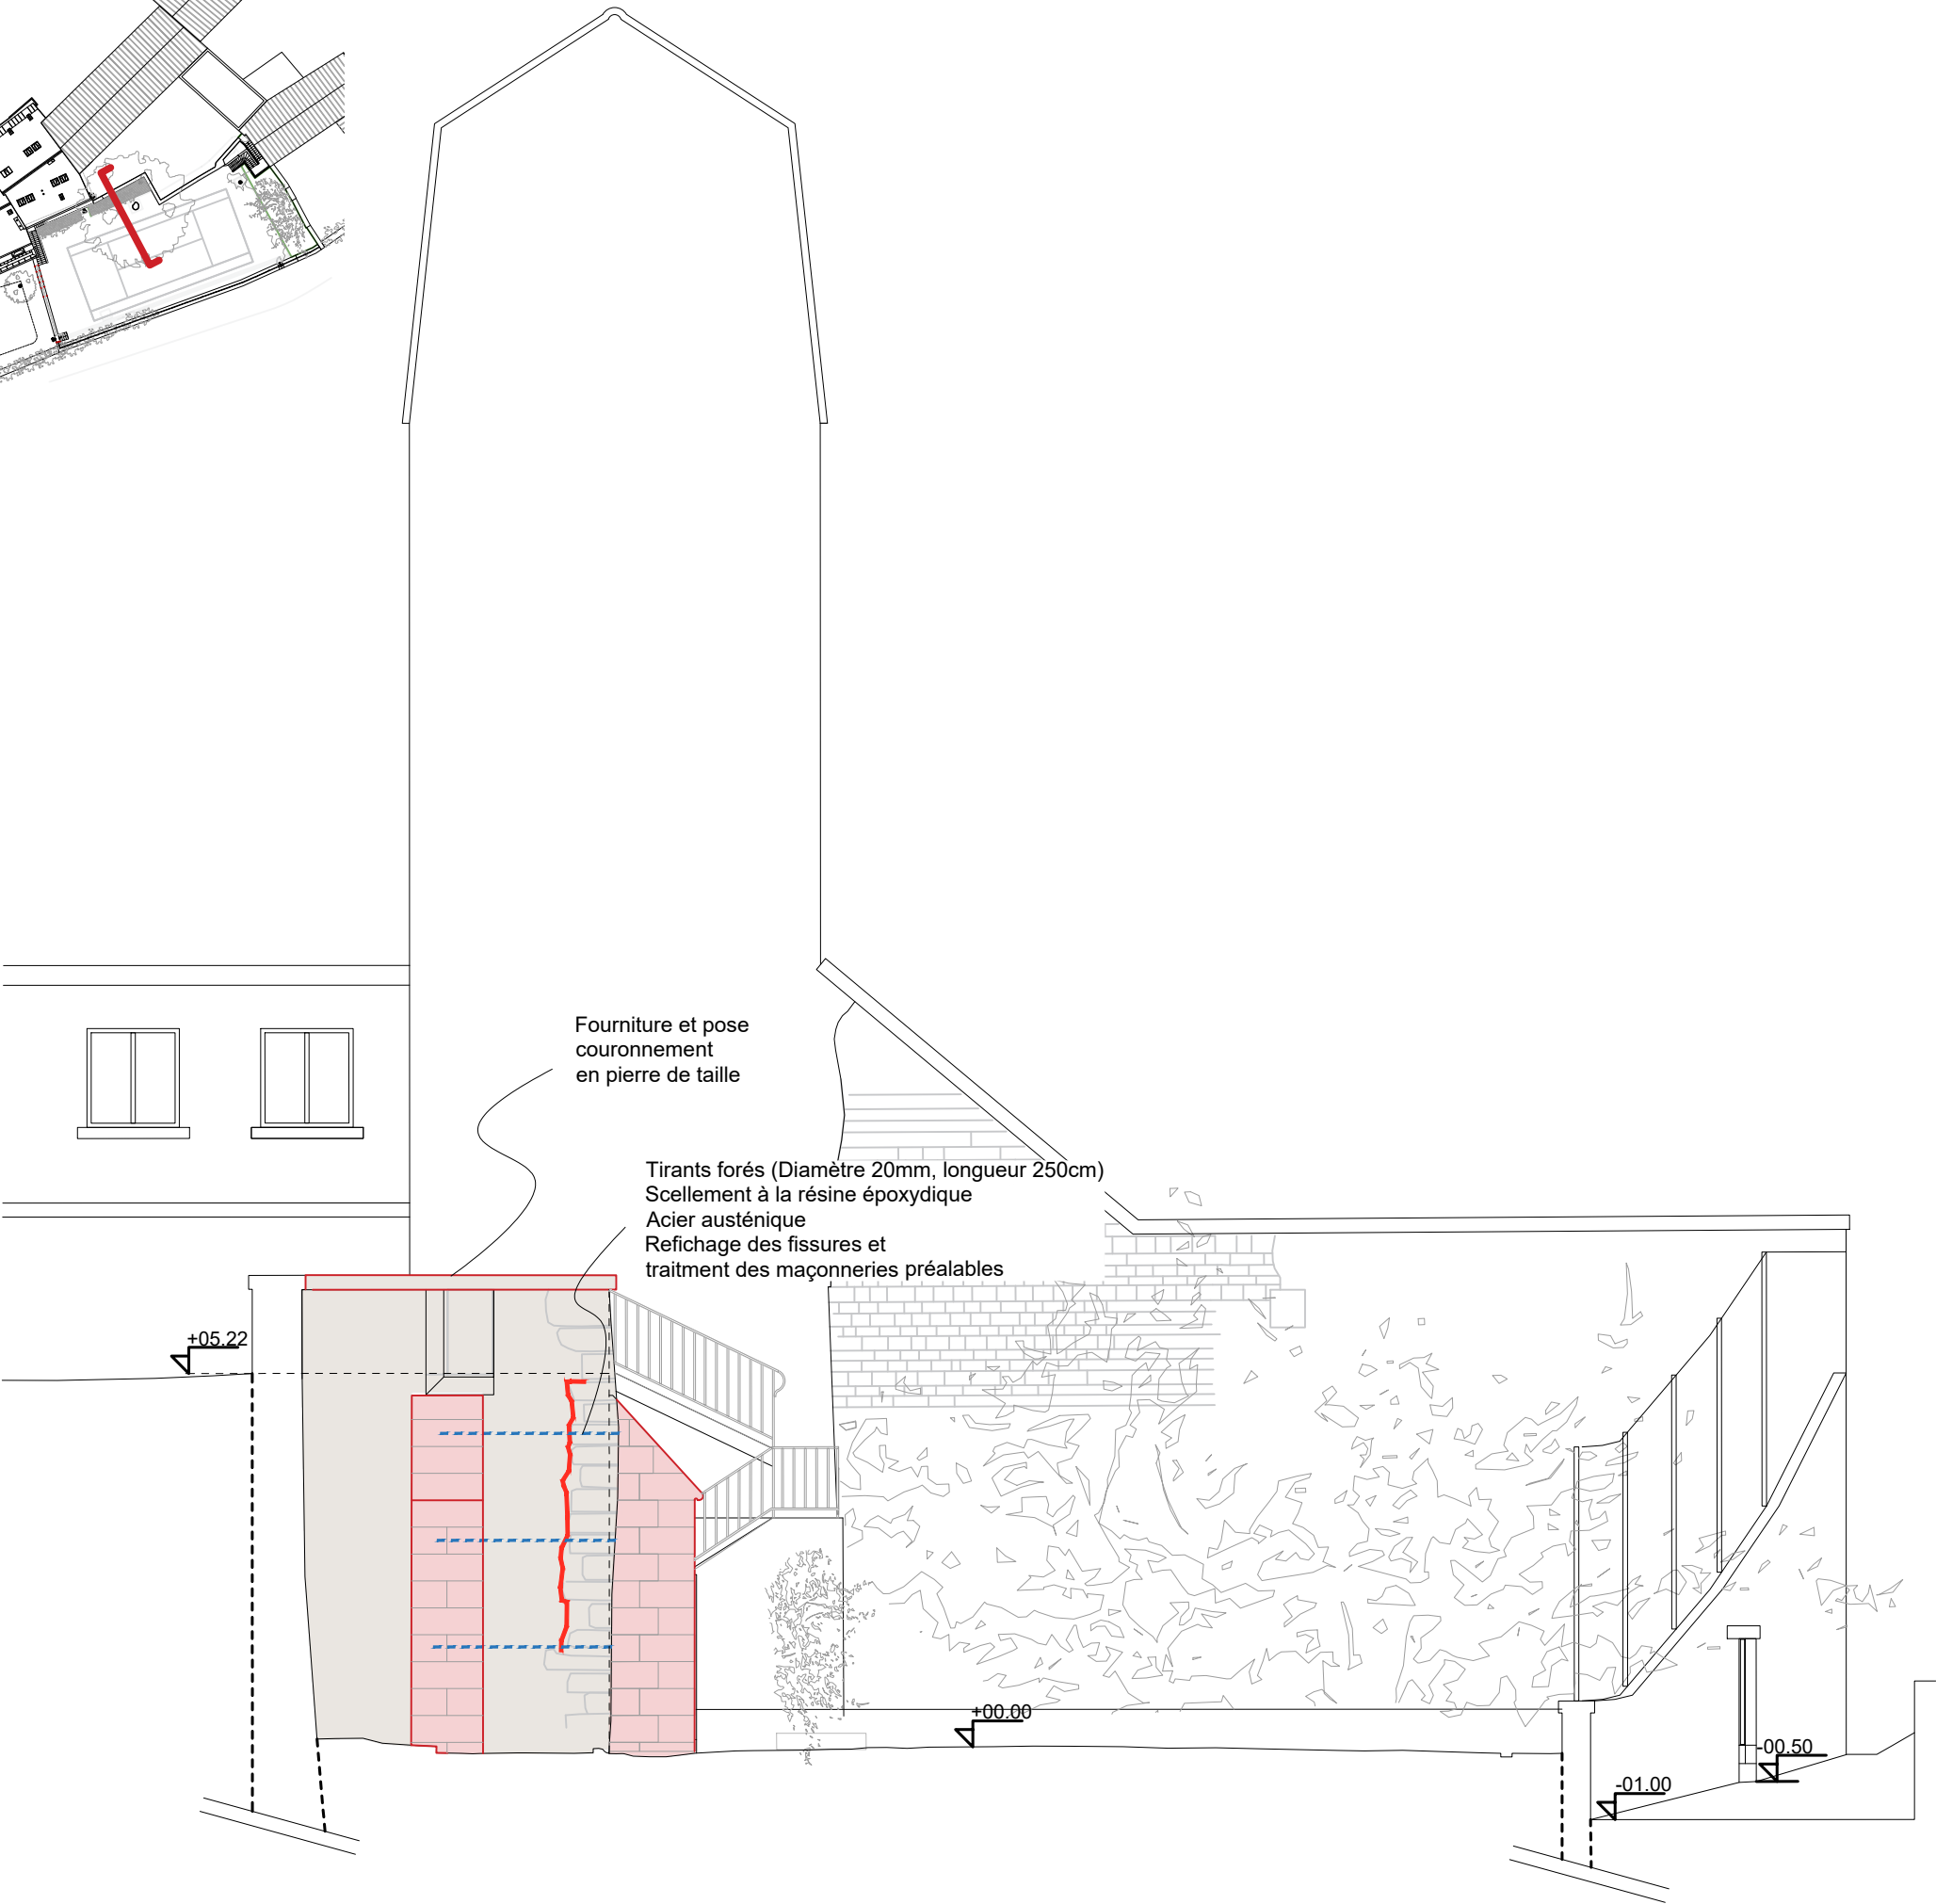 Fourniture et pose
couronnement
en pierre de taille
Tirants forés (Diamètre 20mm, longueur 250cm)
Scellement à la résine époxydique
Acier austénique
Refichage des fissures et
traitement des maçonneries préalables
+05.22
+00.00
-00.50
-01.00